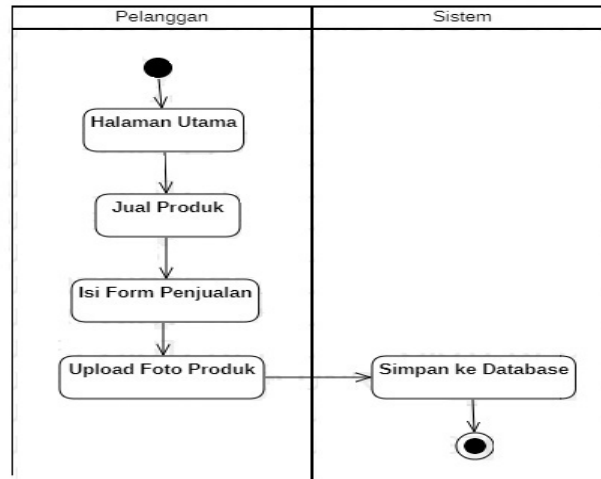 Pelanggan
Sistem
Halaman Utama
Jual Produk
Isi Form Penjualan
Upload Foto Produk
Simpan ke Database